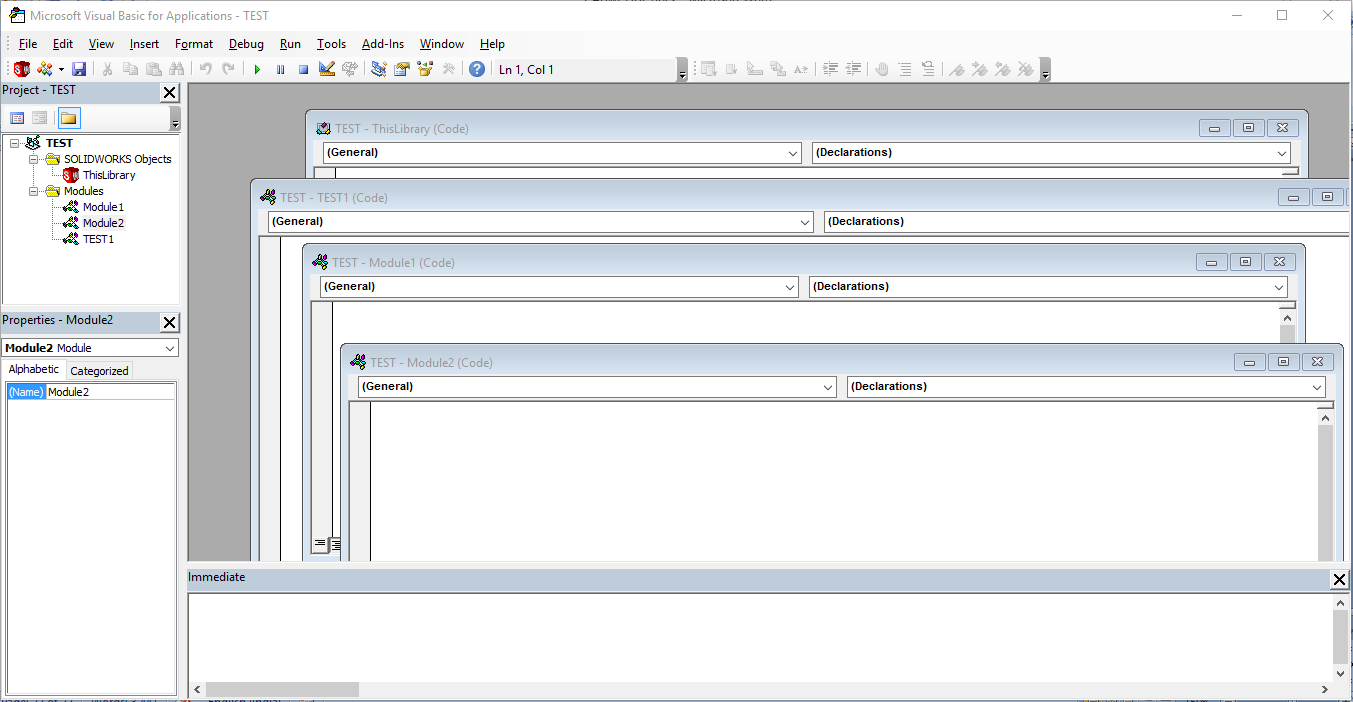 Microsoft Visual Basic for Applications - TEST
File Edit View Insert Format Debug Run Tools Add-Ins Window Help
Ln 1, Col 1
Project - TEST
TEST
SOLIDWORKS Objects
ThisLibrary
Modules
Module1
Module2
TEST1
Properties - Module2
Module2 Module
Alphabetic Categorized
(Name) Module2
TEST - ThisLibrary (Code)
(General) (Declarations)
TEST - TEST1 (Code)
(General) (Declarations)
TEST - Module1 (Code)
(General) (Declarations)
TEST - Module2 (Code)
(General) (Declarations)
Immediate